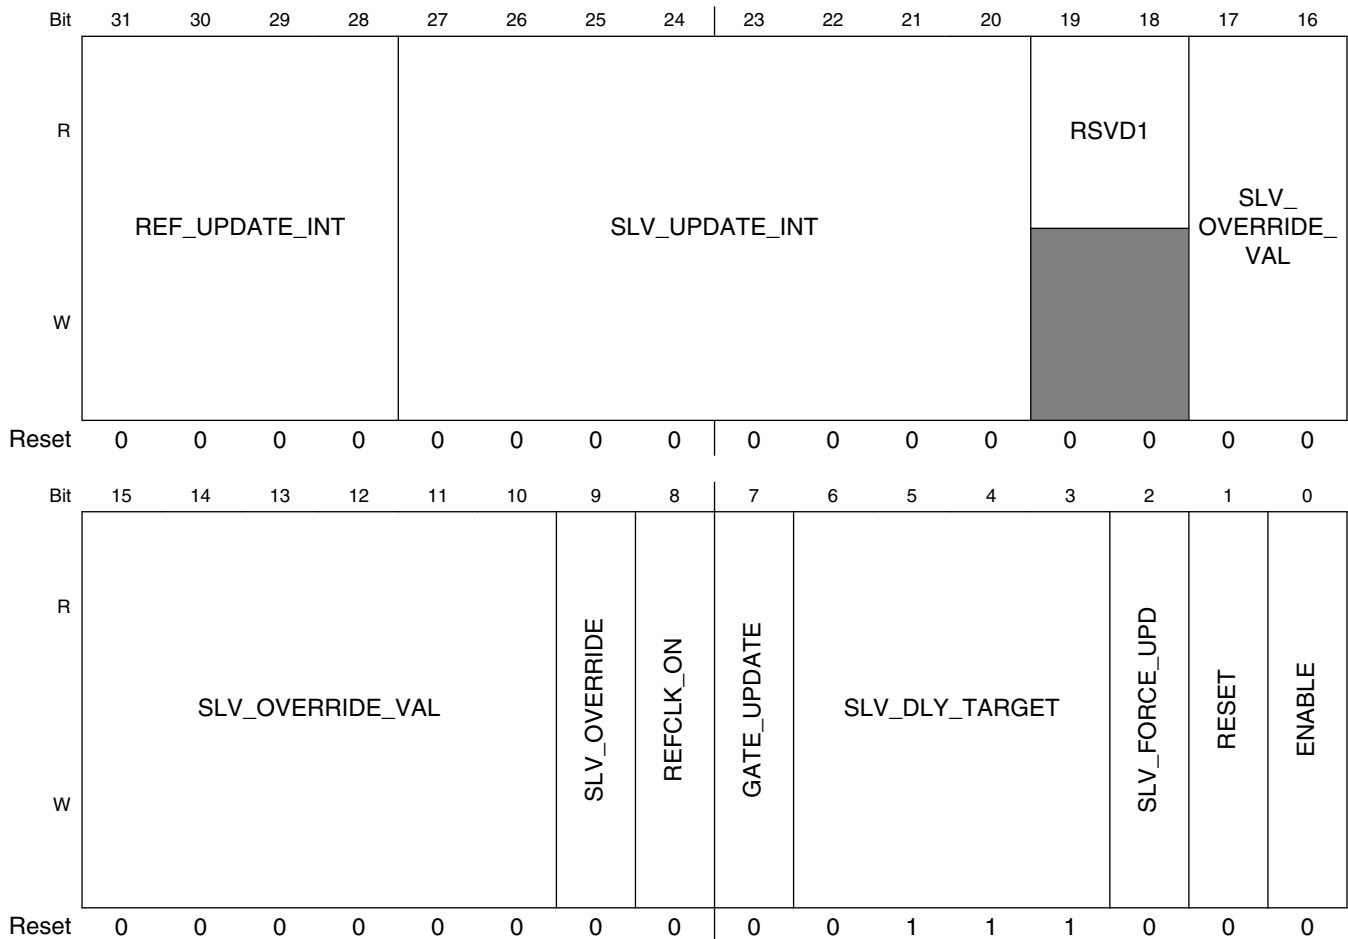 Bit 31 30 29 28 27 26 25 24 23 22 21 20 19 18 17 16
R
RSVD1
REF_UPDATE_INT
SLV_UPDATE_INT
SLV_
OVERRIDE_
VAL
W
Reset 0 0 0 0 0 0 0 0 0 0 0 0 0 0 0 0
Bit 15 14 13 12 11 10 9 8 7 6 5 4 3 2 1 0
R
SLV_OVERRIDE_VAL
SLV_OVERRIDE
REFCLK_ON
GATE_UPDATE
SLV_DLY_TARGET
SLV_FORCE_UPD
RESET
ENABLE
W
Reset 0 0 0 0 0 0 0 0 0 0 1 1 1 0 0 0